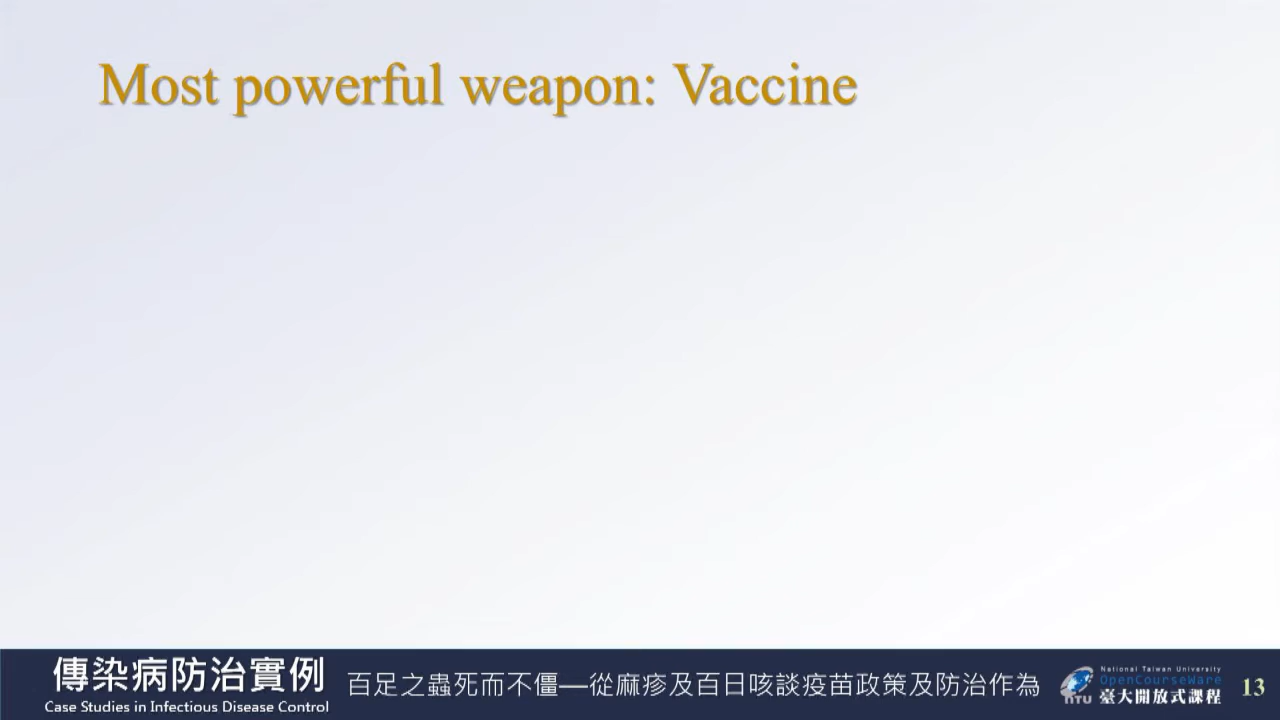 Most powerful weapon: Vaccine
傳染病防治實例
Case Studies in Infectious Disease Control
百足之蟲死而不僵—從麻疹及百日咳談疫苗政策及防治作為
NTU
National Taiwan University
OpenCourseWare
臺大開放式課程
13